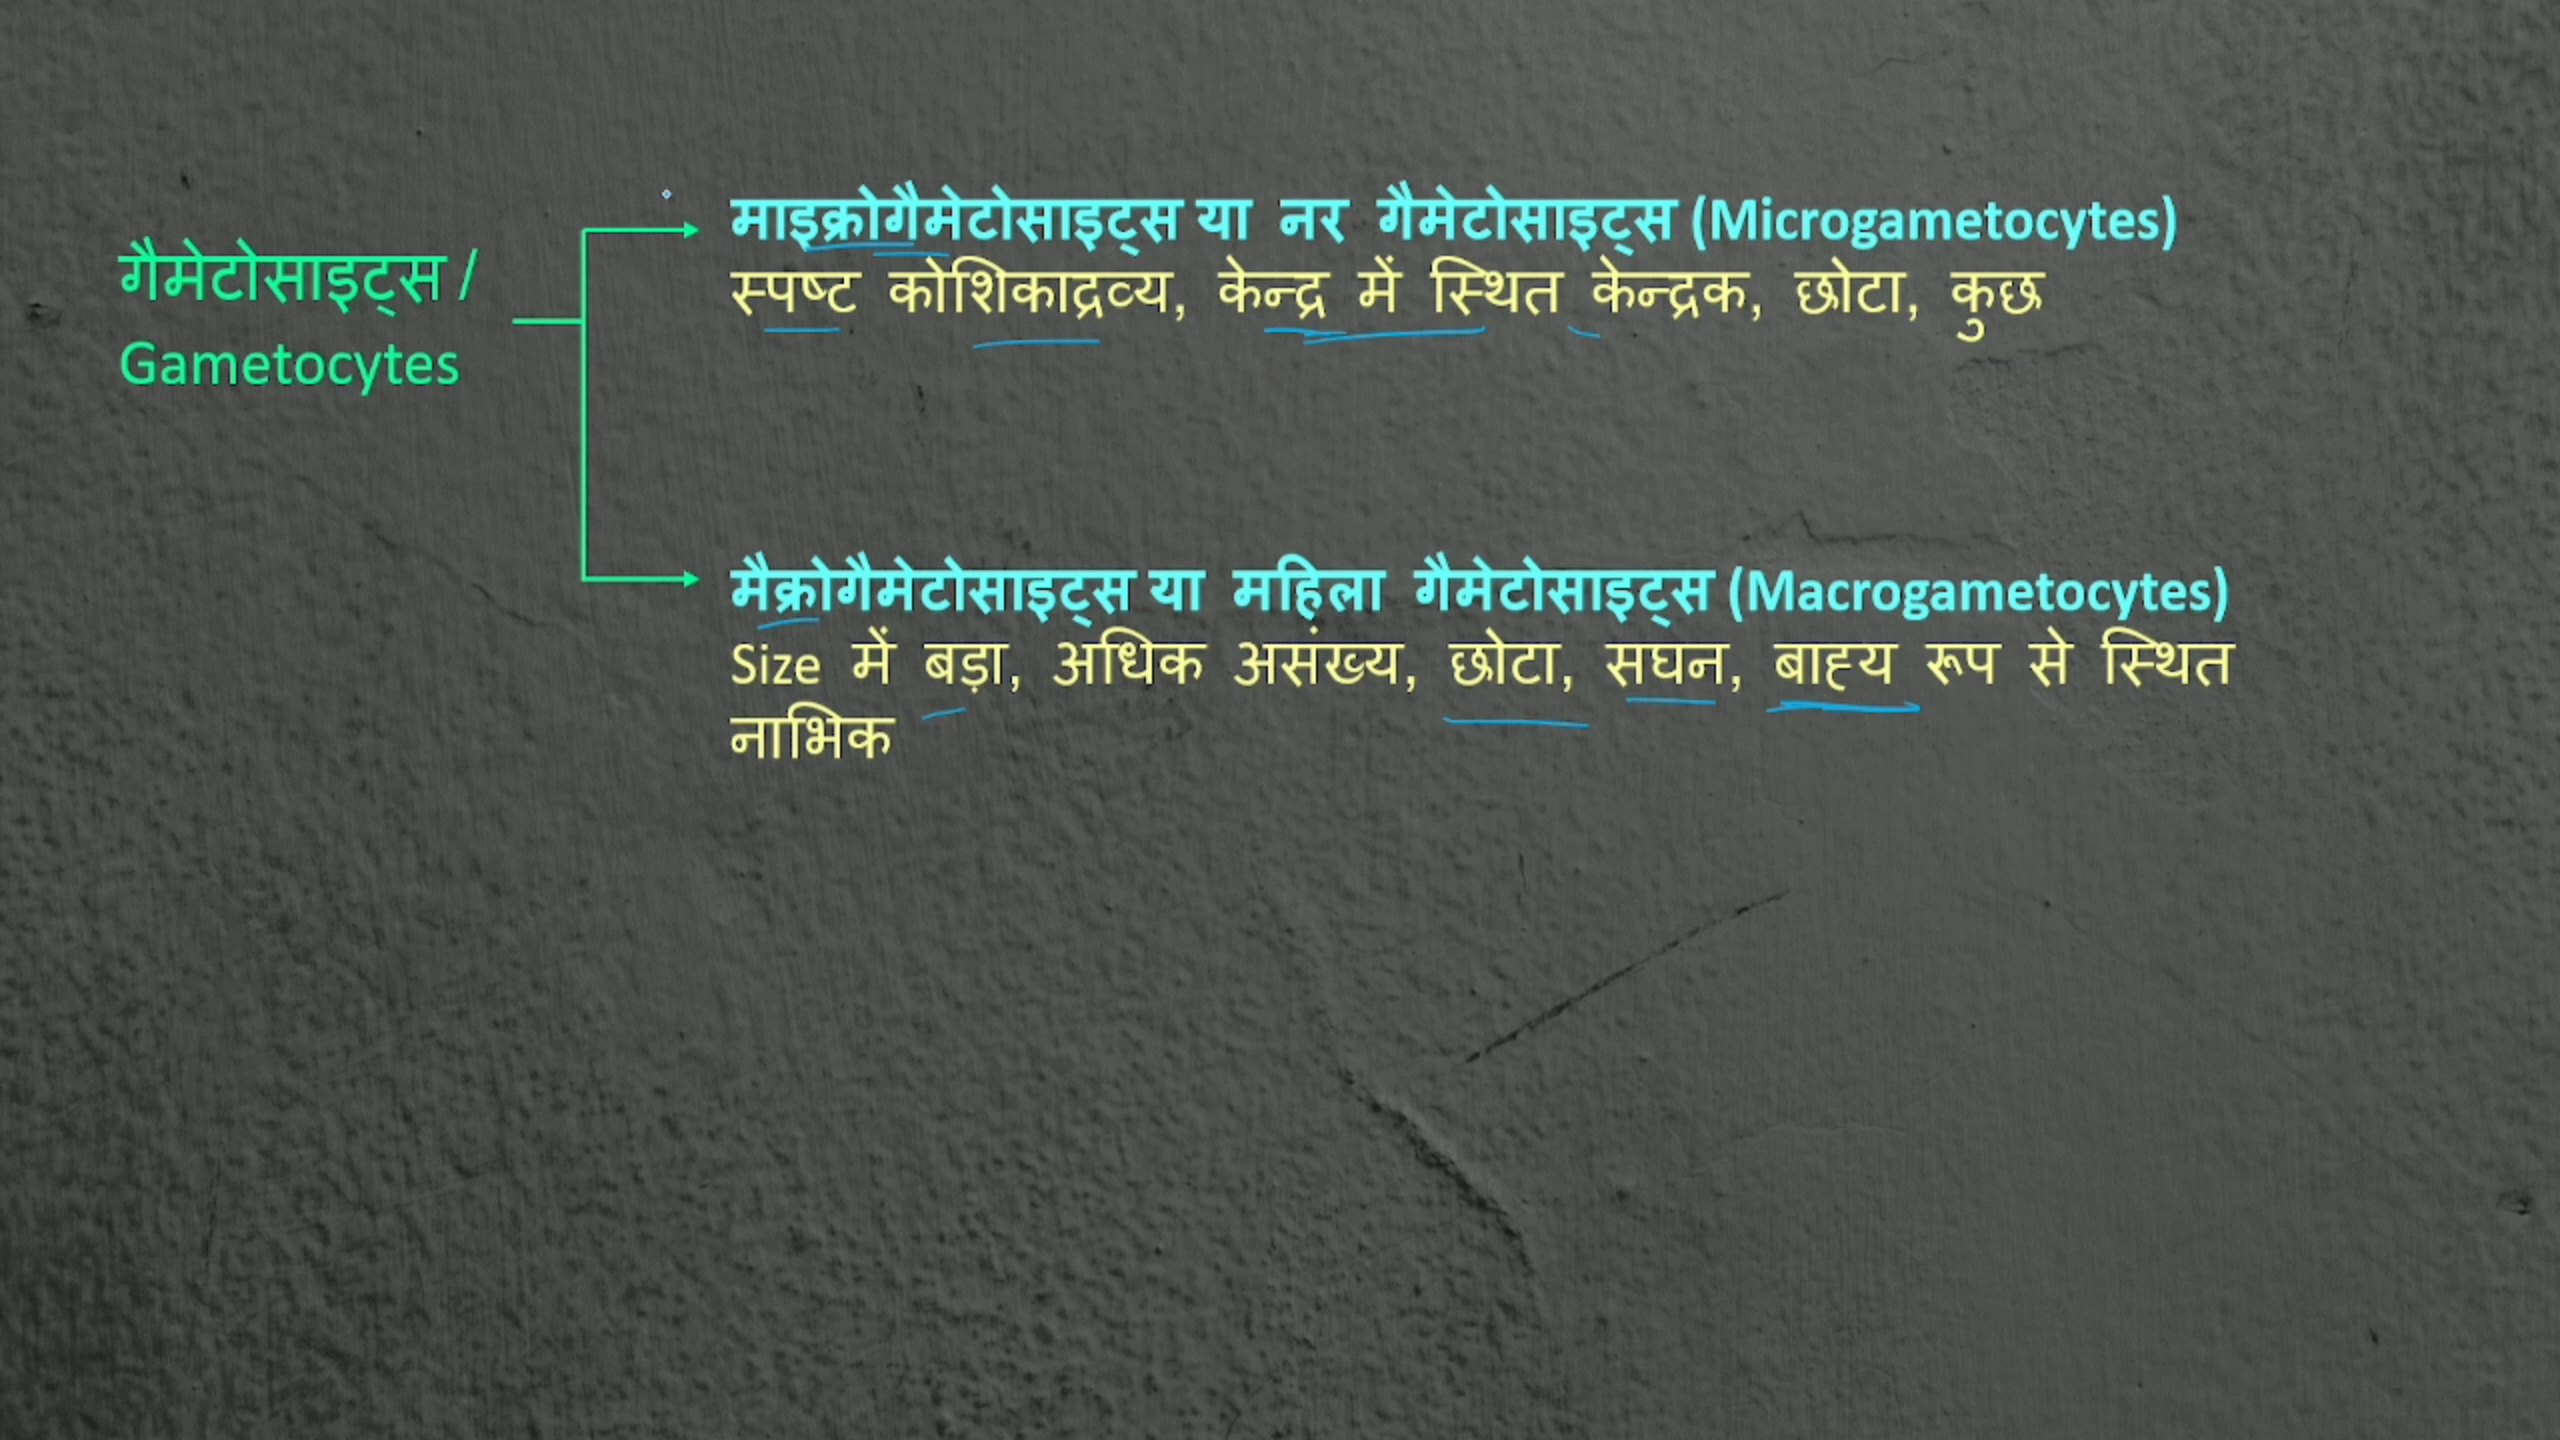 गैमेटोसाइट्स /
Gametocytes
माइक्रोगैमेटोसाइट्स या नर गैमेटोसाइट्स (Microgametocytes)
स्पष्ट कोशिकाद्रव्य, केन्द्र में स्थित केन्द्रक, छोटा, कुछ
मैक्रोगैमेटोसाइट्स या महिला गैमेटोसाइट्स (Macrogametocytes)
Size में बड़ा, अधिक असंख्य, छोटा, सघन, बाह्य रूप से स्थित
नाभिक